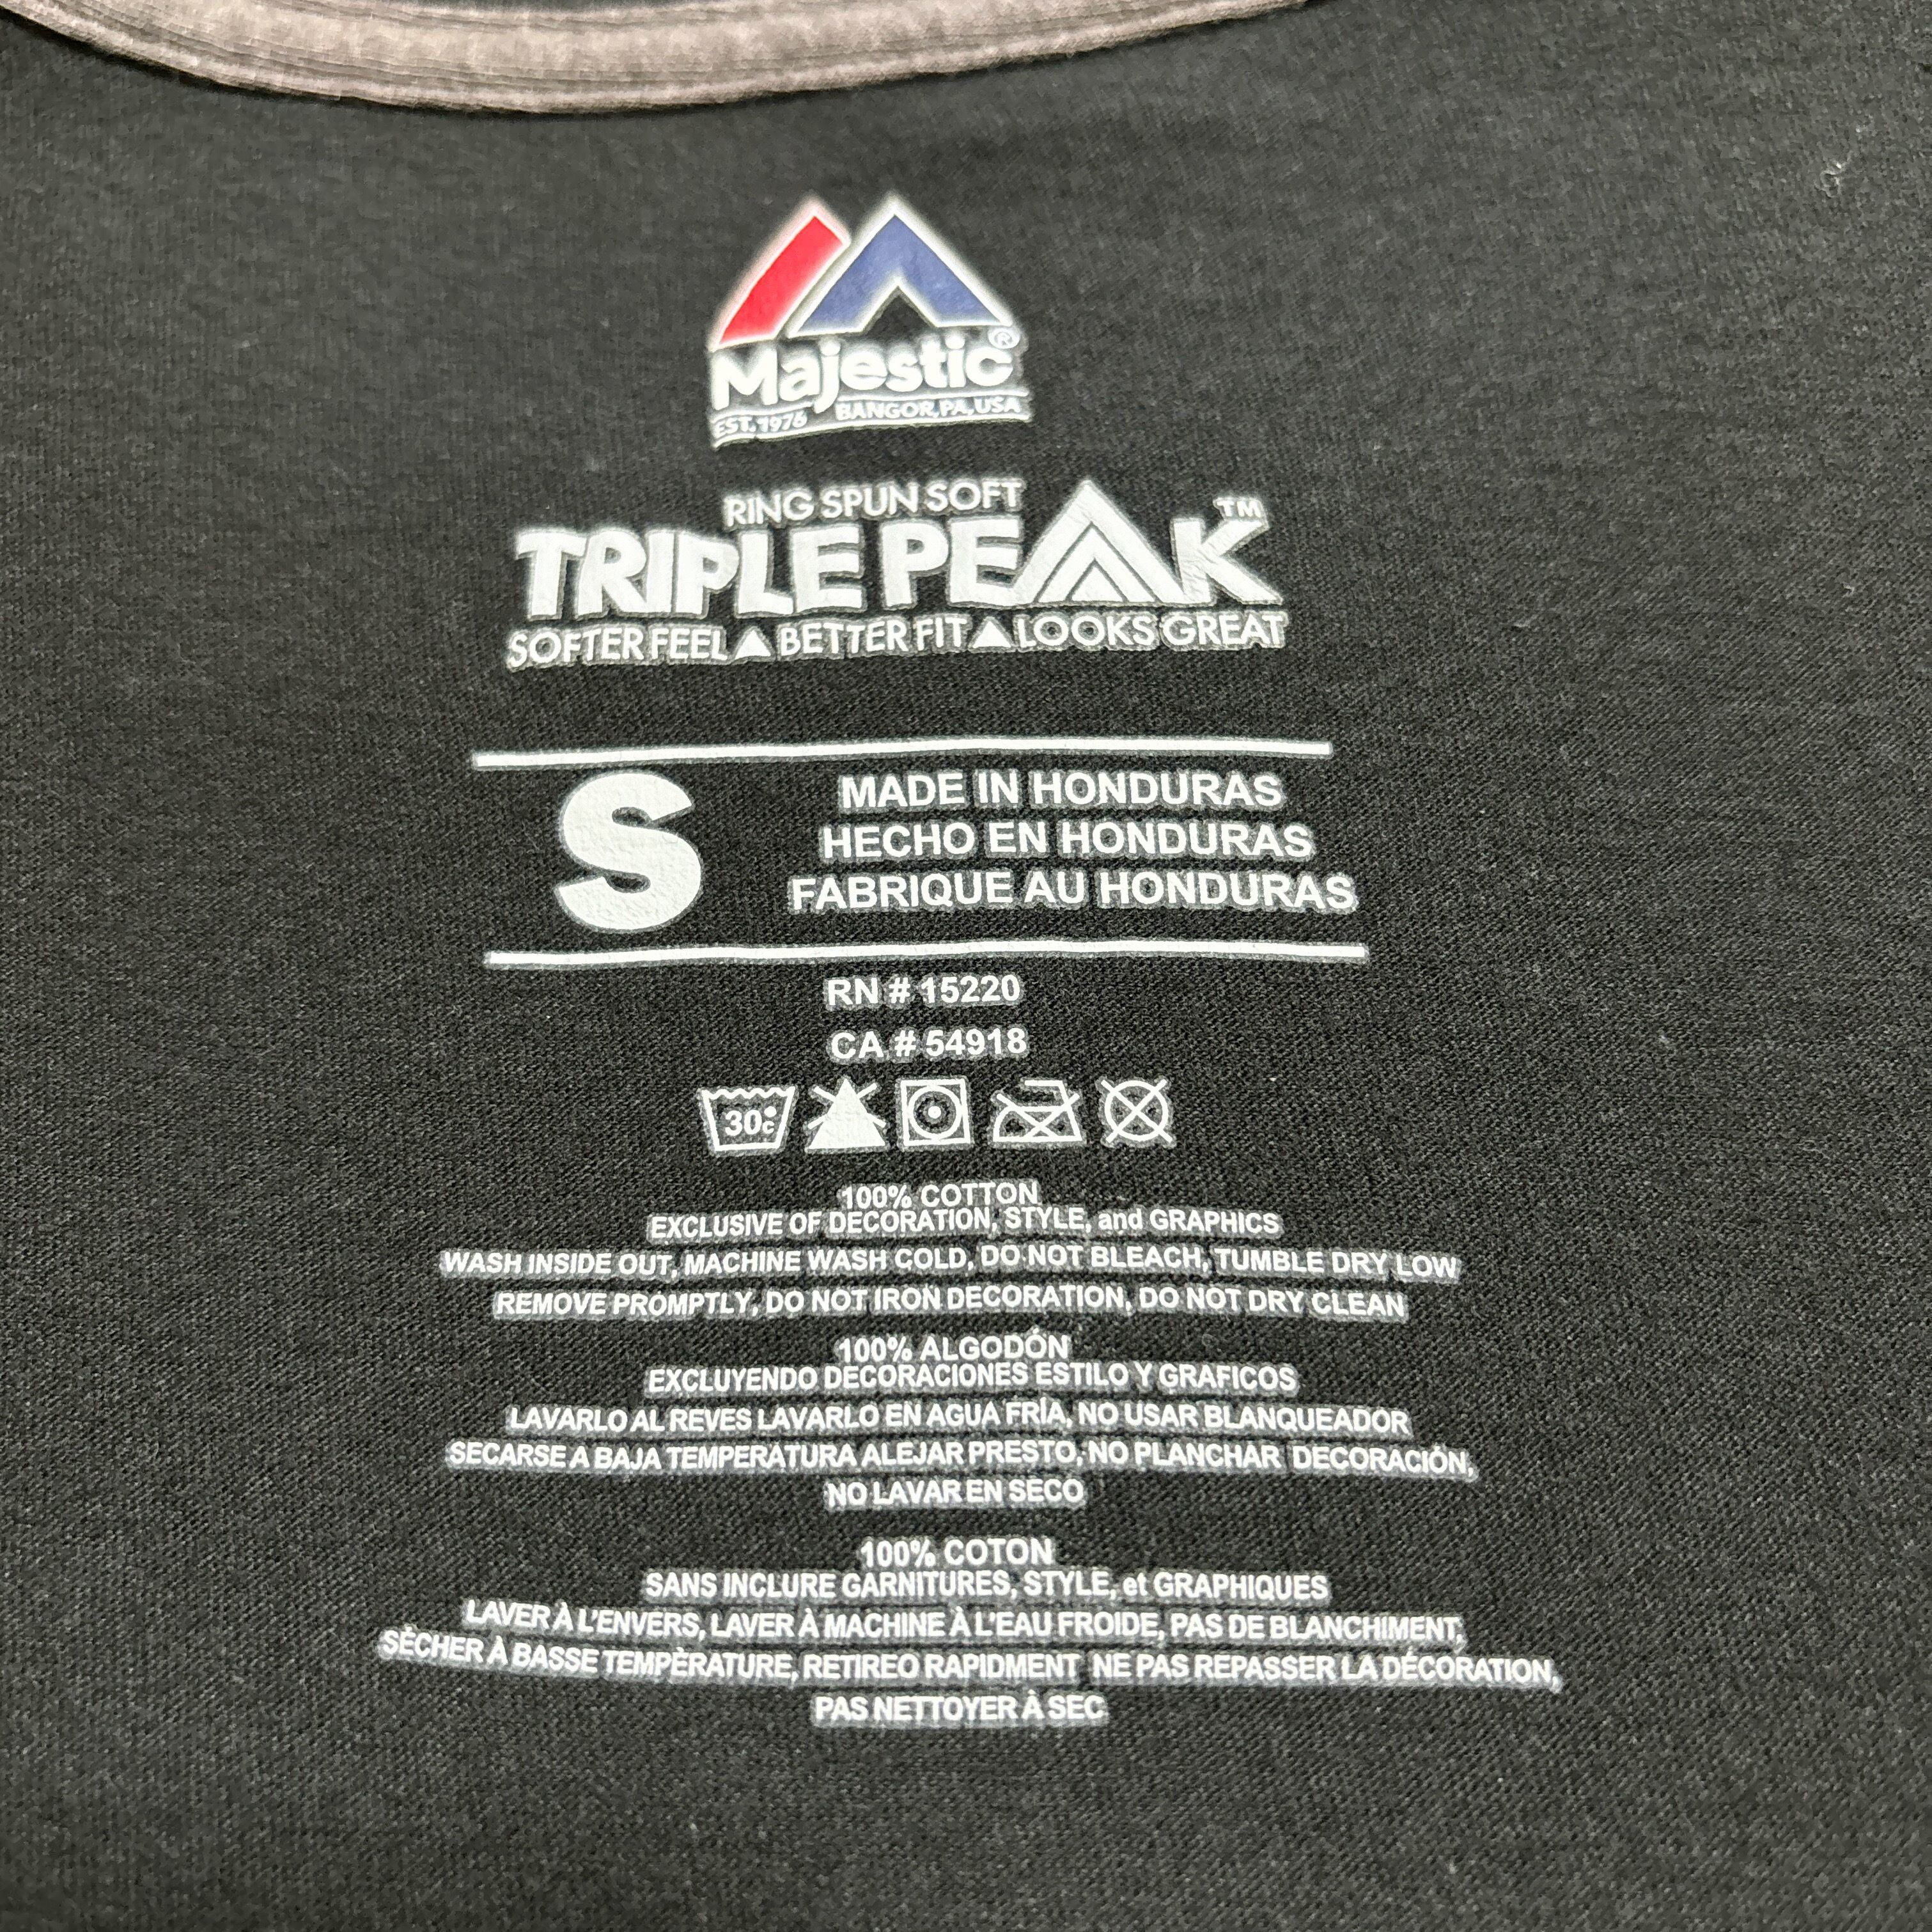 Majestic®
EST. 1976 BANGOR, PA, USA
RING SPUN SOFT
TRIPLE PEAK™
SOFTER FEEL▲BETTER FIT▲LOOKS GREAT
S
MADE IN HONDURAS
HECHO EN HONDURAS
FABRIQUE AU HONDURAS
RN # 15220
CA # 54918
30°C
100% COTTON
EXCLUSIVE OF DECORATION, STYLE, and GRAPHICS
WASH INSIDE OUT, MACHINE WASH COLD, DO NOT BLEACH, TUMBLE DRY LOW
REMOVE PROMPTLY, DO NOT IRON DECORATION, DO NOT DRY CLEAN
100% ALGODÓN
EXCLUYENDO DECORACIONES ESTILO Y GRAFICOS
LAVARLO AL REVES LAVARLO EN AGUA FRÍA, NO USAR BLANQUEADOR
SECARSE A BAJA TEMPERATURA ALEJAR PRESTO, NO PLANCHAR DECORACIÓN,
NO LAVAR EN SECO
100% COTON
SANS INCLURE GARNITURES, STYLE, et GRAPHIQUES
LAVER À L'ENVERS, LAVER À MACHINE À L'EAU FROIDE, PAS DE BLANCHIMENT,
SÈCHER À BASSE TEMPÈRATURE, RETIREO RAPIDMENT NE PAS REPASSER LA DÉCORATION,
PAS NETTOYER À SEC